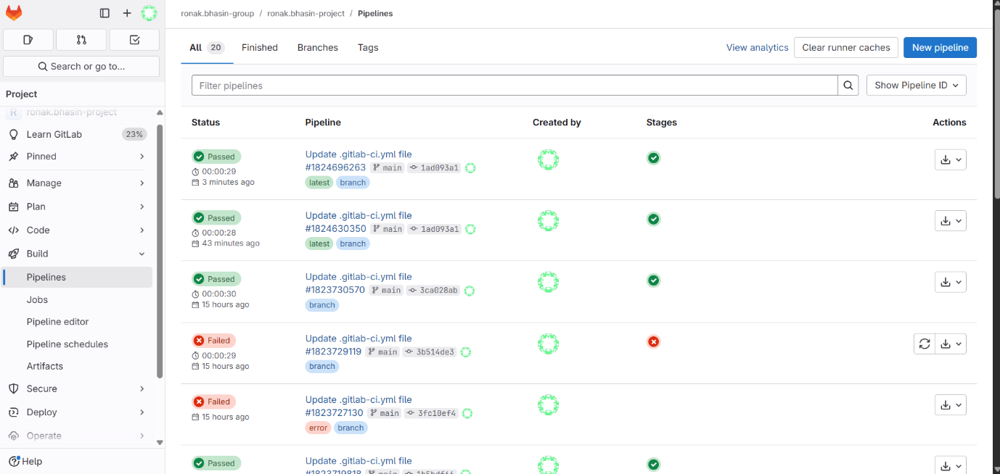 ronak.bhasin-group / ronak.bhasin-project / Pipelines
All 20 Finished Branches Tags
View analytics Clear runner caches New pipeline
Search or go to...
Project
R ronak.bhasin-project
Learn GitLab 23%
Pinned
Manage
Plan
Code
Build
Pipelines
Jobs
Pipeline editor
Pipeline schedules
Artifacts
Secure
Deploy
Operate
Help
Filter pipelines
Show Pipeline ID
Status Pipeline Created by Stages Actions
Passed
00:00:29
3 minutes ago
Update .gitlab-ci.yml file
#1824696263 main 1ad093a1
latest branch
Passed
00:00:28
43 minutes ago
Update .gitlab-ci.yml file
#1824630350 main 1ad093a1
latest branch
Passed
00:00:30
15 hours ago
Update .gitlab-ci.yml file
#1823730570 main 3ca028ab
branch
Failed
00:00:29
15 hours ago
Update .gitlab-ci.yml file
#1823729119 main 3b514de3
branch
Failed
15 hours ago
Update .gitlab-ci.yml file
#1823727130 main 3fc10ef4
error branch
Passed
Update .gitlab-ci.yml file
#1823719818 main